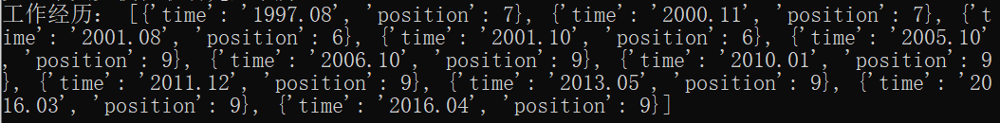 工作经历： [{'time': '1997.08', 'position': 7}, {'time': '2000.11', 'position': 7}, {'t
ime': '2001.08', 'position': 6}, {'time': '2001.10', 'position': 6}, {'time': '2005.10'
, 'position': 9}, {'time': '2006.10', 'position': 9}, {'time': '2010.01', 'position': 9
}, {'time': '2011.12', 'position': 9}, {'time': '2013.05', 'position': 9}, {'time': '20
16.03', 'position': 9}, {'time': '2016.04', 'position': 9}]